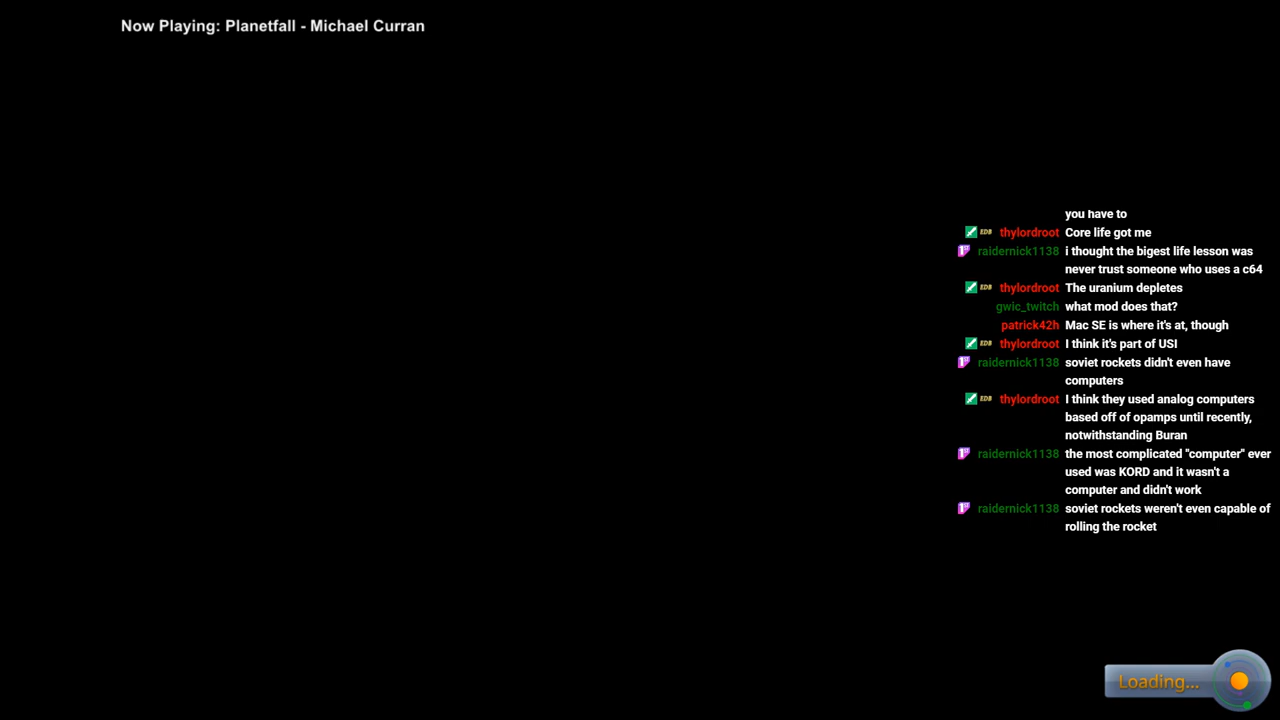 Now Playing: Planetfall - Michael Curran
you have to
EDB thylordroot Core life got me
raidernick1138 i thought the bigest life lesson was
never trust someone who uses a c64
EDB thylordroot The uranium depletes
gwic_twitch what mod does that?
patrick42h Mac SE is where it's at, though
EDB thylordroot I think it's part of USI
raidernick1138 soviet rockets didn't even have
computers
EDB thylordroot I think they used analog computers
based off of opamps until recently,
notwithstanding Buran
raidernick1138 the most complicated "computer" ever
used was KORD and it wasn't a
computer and didn't work
raidernick1138 soviet rockets weren't even capable of
rolling the rocket
Loading...